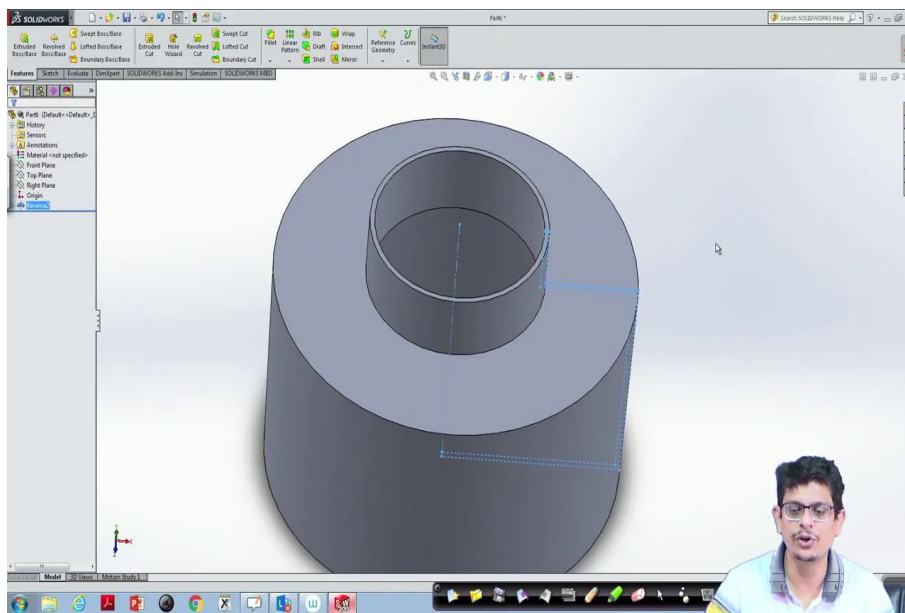 SOLIDWORKS
Part6 *
Search SOLIDWORKS Help
Extruded Boss/Base
Revolved Boss/Base
Swept Boss/Base
Lofted Boss/Base
Boundary Boss/Base
Extruded Cut
Hole Wizard
Revolved Cut
Swept Cut
Lofted Cut
Boundary Cut
Fillet
Linear Pattern
Rib
Draft
Shell
Wrap
Intersect
Mirror
Reference Geometry
Curves
Instant3D
Features Sketch Evaluate DimXpert SOLIDWORKS Add-Ins Simulation SOLIDWORKS MBD
Part6 (Default<<Default>_D
History
Sensors
Annotations
Material <not specified>
Front Plane
Top Plane
Right Plane
Origin
Revolve2
Model 3D Views Motion Study 1